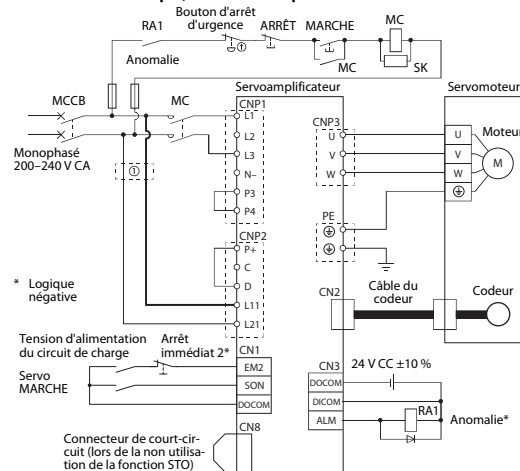 Bouton d'arrêt
d'urgence
RA1
ARRÊT
MARCHE
MC
Anomalie
MC
SK
Servoamplificateur
Servomoteur
MCCB
MC
CNP1
L1
L2
L3
N–
P3
P4
CNP3
U
V
W
U
V
W
Moteur
M
Monophasé
200–240 V CA
①
①
PE
CNP2
P+
C
D
L11
L21
* Logique
négative
CN2
Câble du
codeur
Codeur
Tension d'alimentation
du circuit de charge
Arrêt
immédiat 2*
Servo
MARCHE
CN1
EM2
SON
DOCOM
CN3
DOCOM
DICOM
ALM
24 V CC ±10 %
RA1
Anomalie*
CN8
Connecteur de court-cir-
cuit (lors de la non utilisa-
tion de la fonction STO)